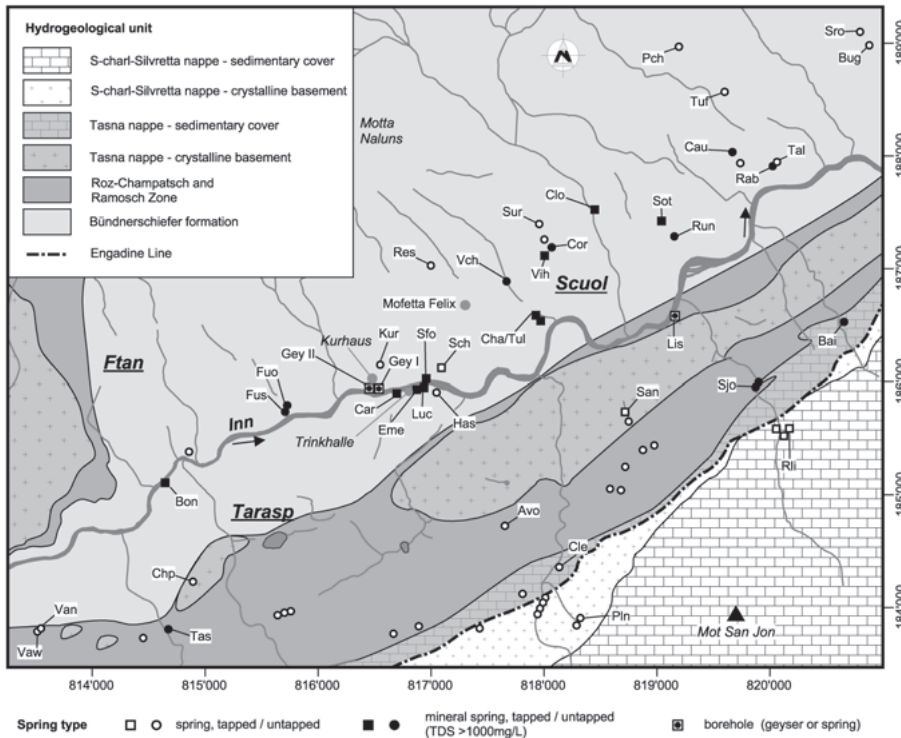 Hydrogeological unit
S-charl-Silvretta nappe - sedimentary cover
S-charl-Silvretta nappe - crystalline basement
Tasna nappe - sedimentary cover
Tasna nappe - crystalline basement
Roz-Champatsch and
Ramosch Zone
Bündnerschiefer formation
Engadine Line
Motta
Naluns
Pch
Sro
Bug
Tuf
Cau
Tal
Rab
Clo
Sot
Run
Sur
Cor
Vih
Res
Vch
Scuol
Mofetta Felix
Cha/Tul
Lis
Bai
Kurhaus
Kur
Sfo
Sch
Gey II
Gey I
Ftan
Fuo
Fus
Car
Eme
Luc
Has
San
Sjo
Inn
Trinkhalle
Rli
Bon
Tarasp
Avo
Cle
Chp
Pln
Van
Vaw
Tas
Mot San Jon
189'000
188'000
187'000
186'000
185'000
184'000
814'000
815'000
816'000
817'000
818'000
819'000
820'000
Spring type
spring, tapped / untapped
mineral spring, tapped / untapped
(TDS >1000mg/L)
borehole (geyser or spring)